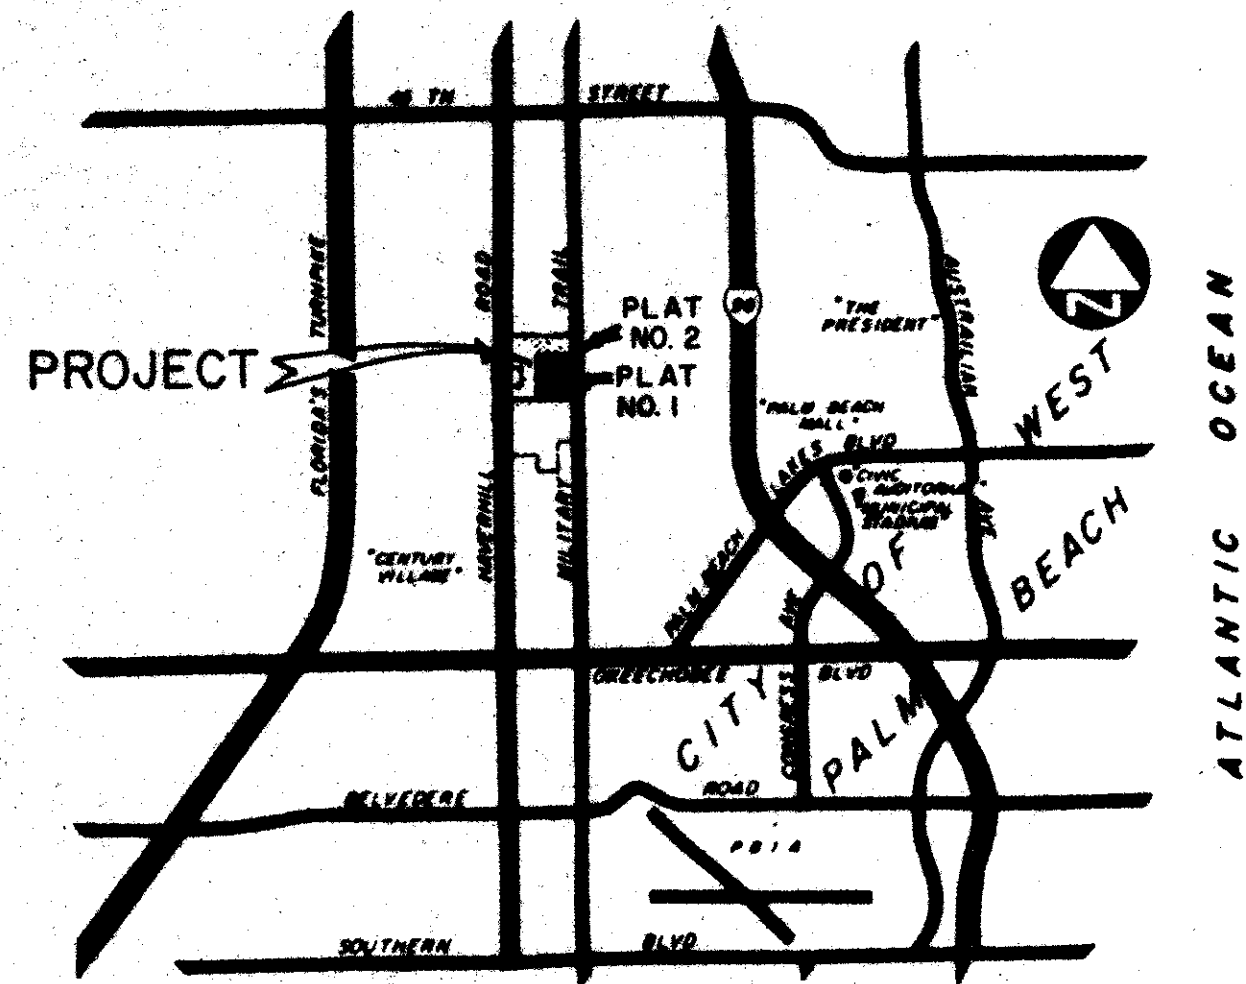 45 TH STREET
FLORIDA'S TURNPIKE
HAVERHILL ROAD
MILITARY TRAIL
PROJECT
PLAT
NO. 2
PLAT
NO. 1
"THE
PRESIDENT"
AUSTRAILIAN AVE
N
"PALM BEACH
MALL"
PALM BEACH LAKES BLVD
"CIVIC
AUDITORIUM"
"MUNICIPAL
STADIUM"
"CENTURY
VILLAGE"
CITY OF
WEST
PALM BEACH
ATLANTIC OCEAN
OKEECHOBEE BLVD
CONGRESS AVE
BELVEDERE ROAD
P B I A
SOUTHERN BLVD